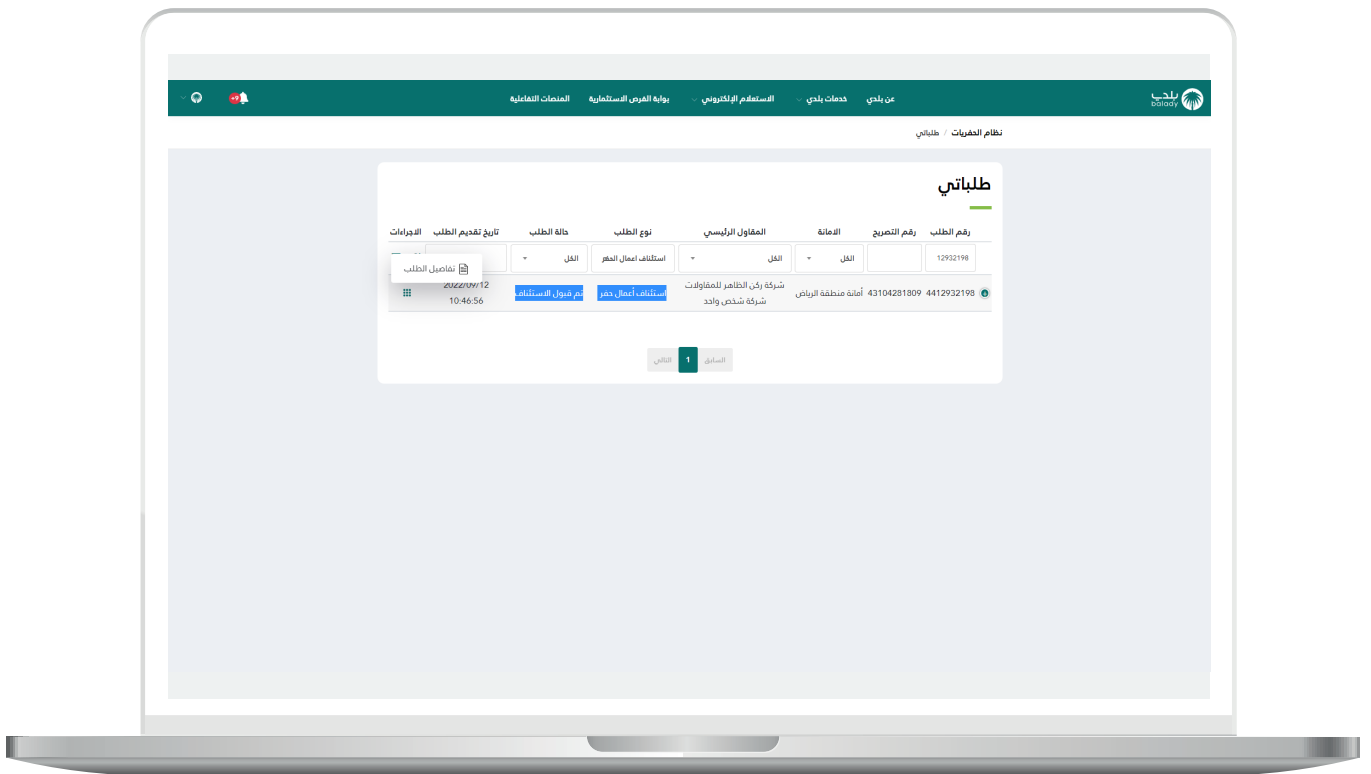 بلدي
balady
عن بلدي
خدمات بلدي
الاستعلام الإلكتروني
بوابة الفرص الاستثمارية
المنصات التفاعلية
+9
نظام الحفريات / طلباتي
طلباتي
رقم الطلب
رقم التصريح
الامانة
المقاول الرئيسي
نوع الطلب
حالة الطلب
تاريخ تقديم الطلب
الاجراءات
12932198
الكل
الكل
استئناف اعمال الحفر
الكل
تفاصيل الطلب
4412932198
43104281809
أمانة منطقة الرياض
شركة ركن الظاهر للمقاولات
شركة شخص واحد
استئناف أعمال حفر
تم قبول الاستئناف
2022/09/12
10:46:56
السابق
1
التالي